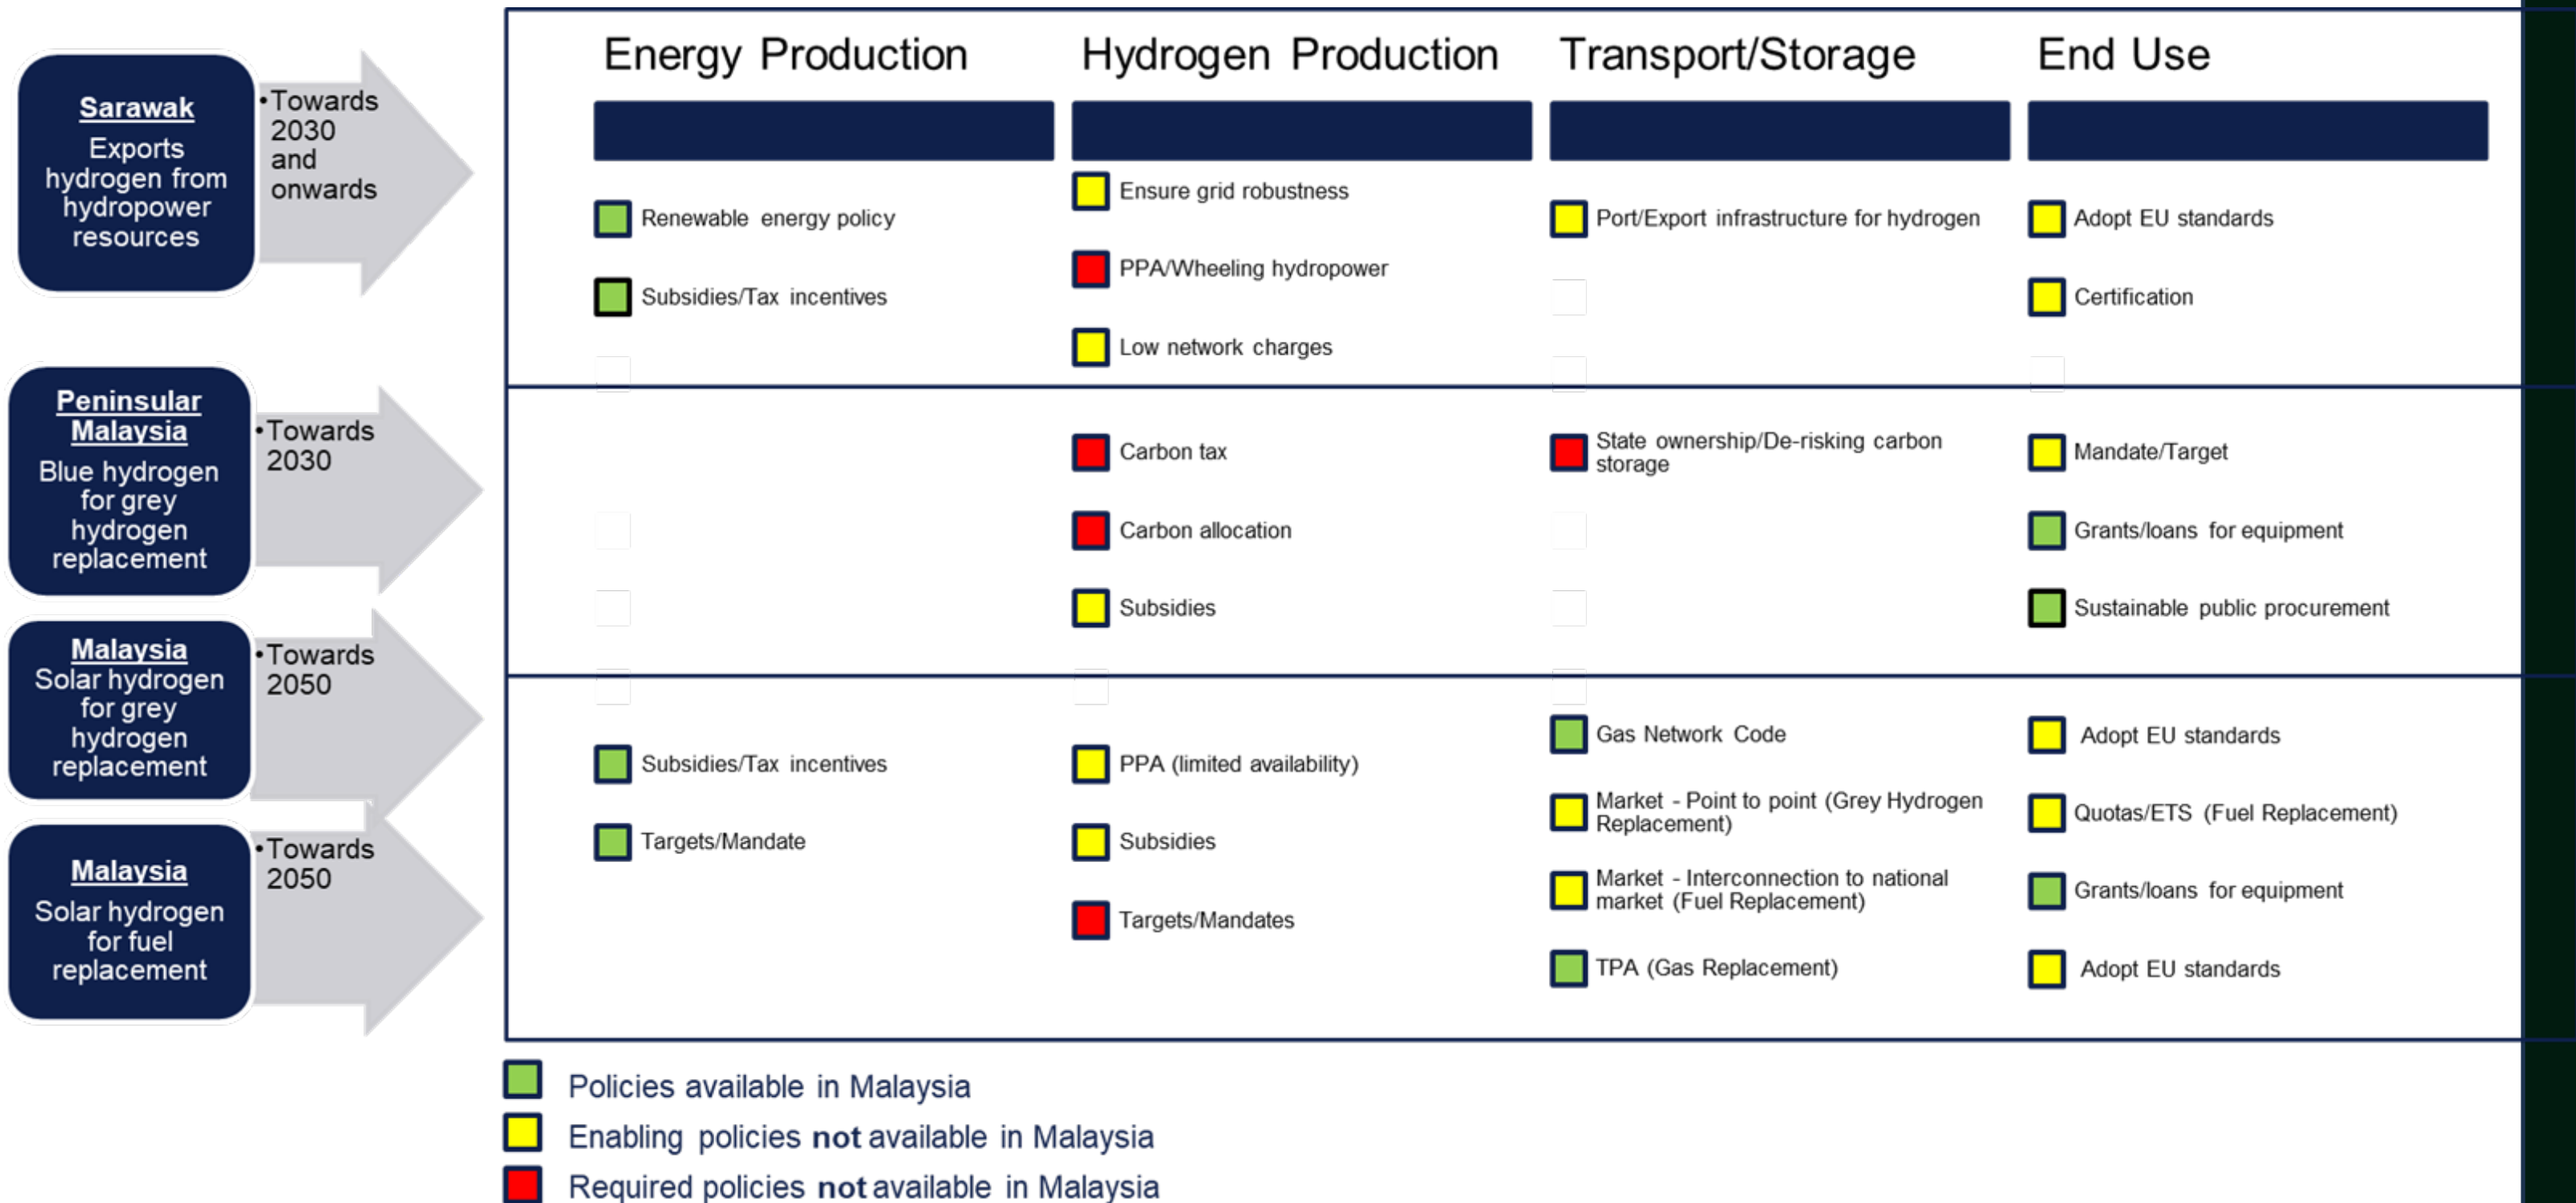 Energy Production
Hydrogen Production
Transport/Storage
End Use
Sarawak
Exports
hydrogen from
hydropower
resources
•Towards
2030
and
onwards
Renewable energy policy
Subsidies/Tax incentives
Ensure grid robustness
PPA/Wheeling hydropower
Low network charges
Port/Export infrastructure for hydrogen
Adopt EU standards
Certification
Peninsular
Malaysia
Blue hydrogen
for grey
hydrogen
replacement
•Towards
2030
Carbon tax
Carbon allocation
Subsidies
State ownership/De-risking carbon
storage
Mandate/Target
Grants/loans for equipment
Sustainable public procurement
Malaysia
Solar hydrogen
for grey
hydrogen
replacement
•Towards
2050
Malaysia
Solar hydrogen
for fuel
replacement
•Towards
2050
Subsidies/Tax incentives
Targets/Mandate
PPA (limited availability)
Subsidies
Targets/Mandates
Gas Network Code
Market - Point to point (Grey Hydrogen
Replacement)
Market - Interconnection to national
market (Fuel Replacement)
TPA (Gas Replacement)
Adopt EU standards
Quotas/ETS (Fuel Replacement)
Grants/loans for equipment
Adopt EU standards
Policies available in Malaysia
Enabling policies not available in Malaysia
Required policies not available in Malaysia